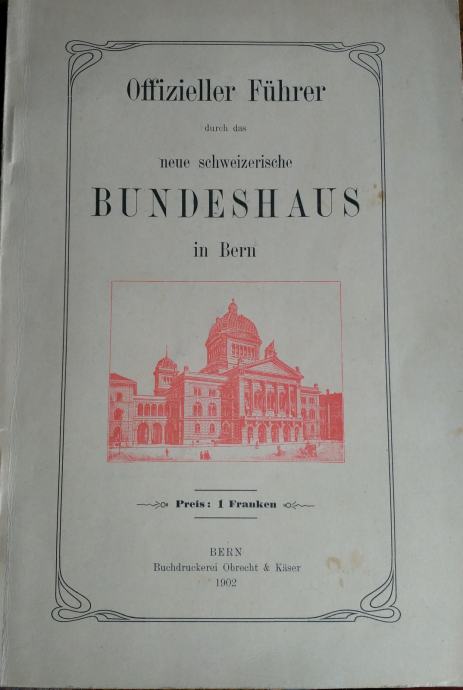 Offizieller Führer
durch das
neue schweizerische
BUNDESHAUS
in Bern
Preis: 1 Franken
BERN
Buchdruckerei Obrecht & Käser
1902